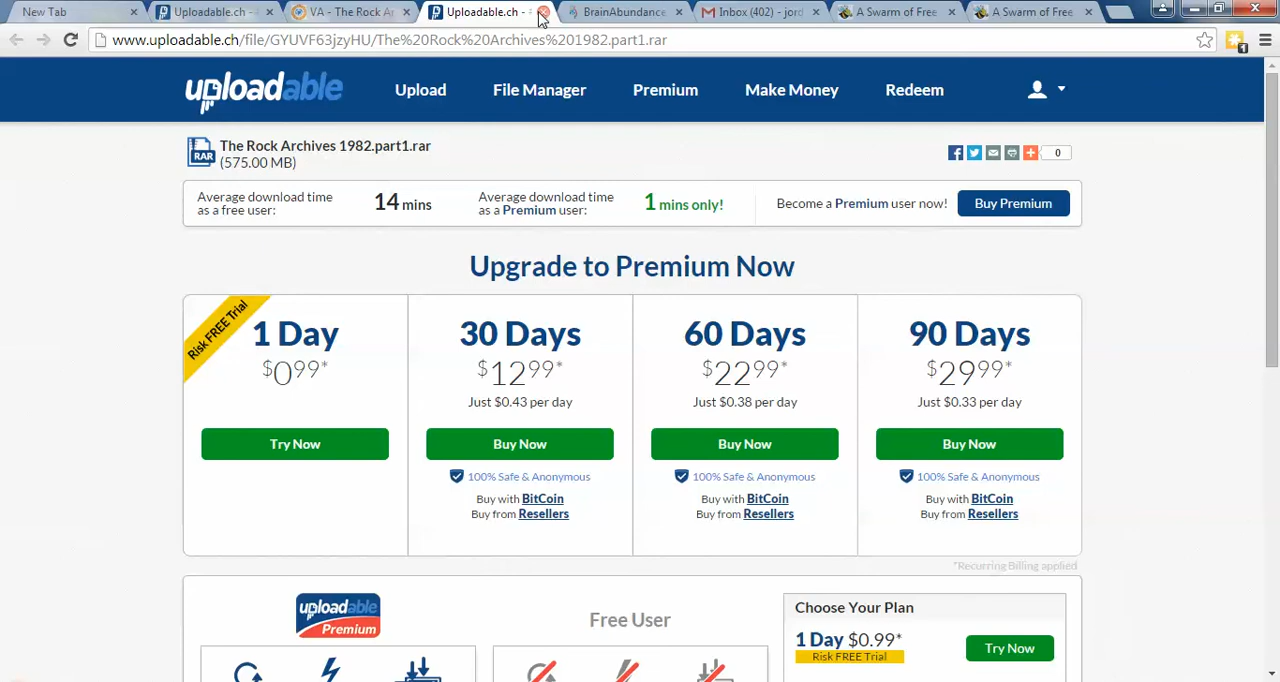 New Tab
Uploadable.ch -
VA - The Rock Ar
Uploadable.ch -
BrainAbundance
Inbox (402) - jord
A Swarm of Free
A Swarm of Free
www.uploadable.ch/file/GYUVF63jzyHU/The%20Rock%20Archives%201982.part1.rar
1
uploadable
Upload
File Manager
Premium
Make Money
Redeem
RAR
The Rock Archives 1982.part1.rar
(575.00 MB)
0
Average download time
as a free user:
14 mins
Average download time
as a Premium user:
1 mins only!
Become a Premium user now!
Buy Premium
Upgrade to Premium Now
Risk FREE Trial
1 Day
$0.99*
Try Now
30 Days
$12.99*
Just $0.43 per day
Buy Now
100% Safe & Anonymous
Buy with BitCoin
Buy from Resellers
60 Days
$22.99*
Just $0.38 per day
Buy Now
100% Safe & Anonymous
Buy with BitCoin
Buy from Resellers
90 Days
$29.99*
Just $0.33 per day
Buy Now
100% Safe & Anonymous
Buy with BitCoin
Buy from Resellers
*Recurring Billing applied
uploadable
Premium
Free User
Choose Your Plan
1 Day $0.99*
Risk FREE Trial
Try Now